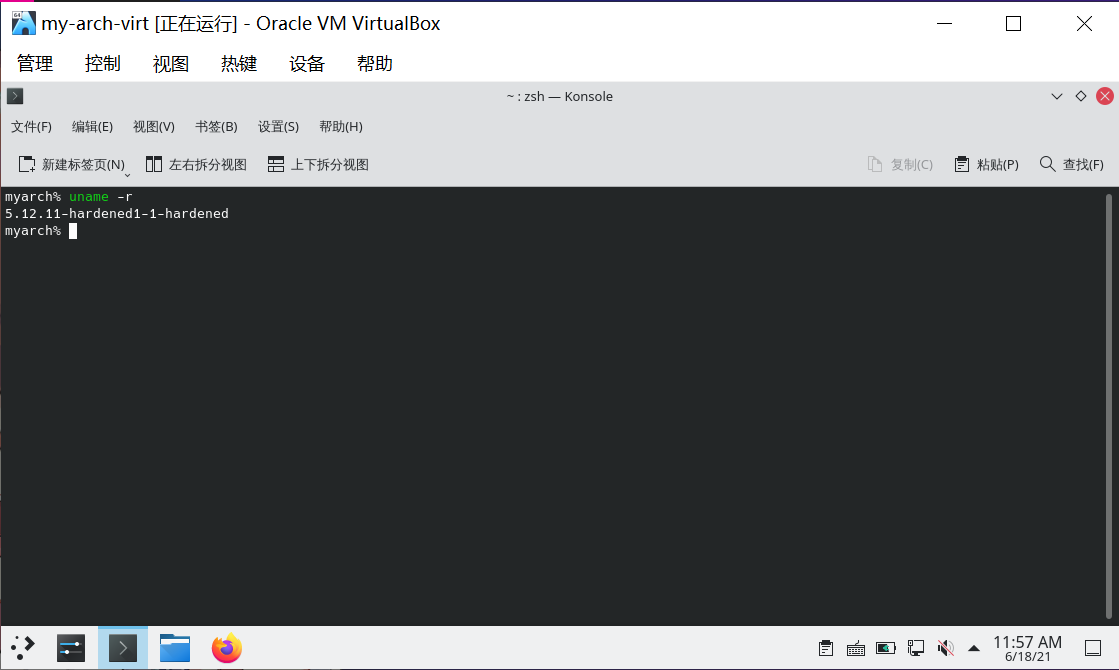 my-arch-virt [正在运行] - Oracle VM VirtualBox
管理 控制 视图 热键 设备 帮助
~ : zsh — Konsole
文件(F) 编辑(E) 视图(V) 书签(B) 设置(S) 帮助(H)
新建标签页(N) 左右拆分视图 上下拆分视图 复制(C) 粘贴(P) 查找(F)
myarch% uname -r
5.12.11-hardened1-1-hardened
myarch%
11:57 AM
6/18/21